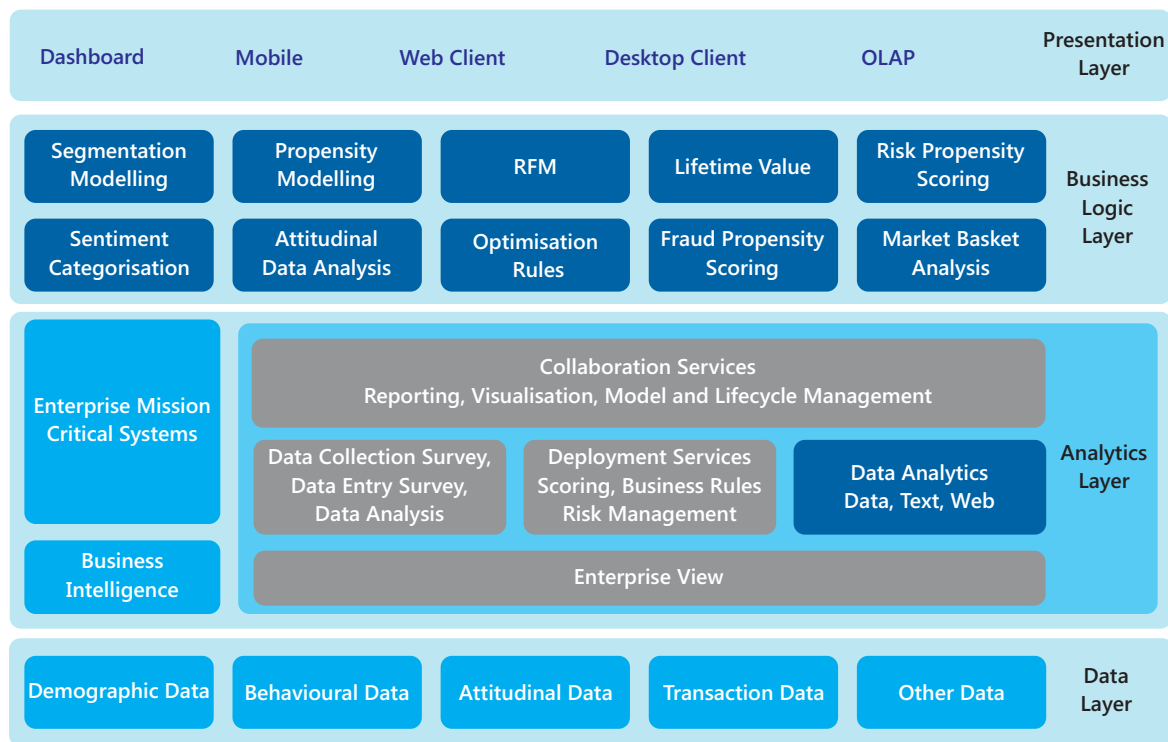 Dashboard
Mobile
Web Client
Desktop Client
OLAP
Presentation
Layer
Segmentation
Modelling
Propensity
Modelling
RFM
Lifetime Value
Risk Propensity
Scoring
Sentiment
Categorisation
Attitudinal
Data Analysis
Optimisation
Rules
Fraud Propensity
Scoring
Market Basket
Analysis
Business
Logic
Layer
Enterprise Mission
Critical Systems
Business
Intelligence
Collaboration Services
Reporting, Visualisation, Model and Lifecycle Management
Data Collection Survey,
Data Entry Survey,
Data Analysis
Deployment Services
Scoring, Business Rules
Risk Management
Data Analytics
Data, Text, Web
Enterprise View
Analytics
Layer
Demographic Data
Behavioural Data
Attitudinal Data
Transaction Data
Other Data
Data
Layer